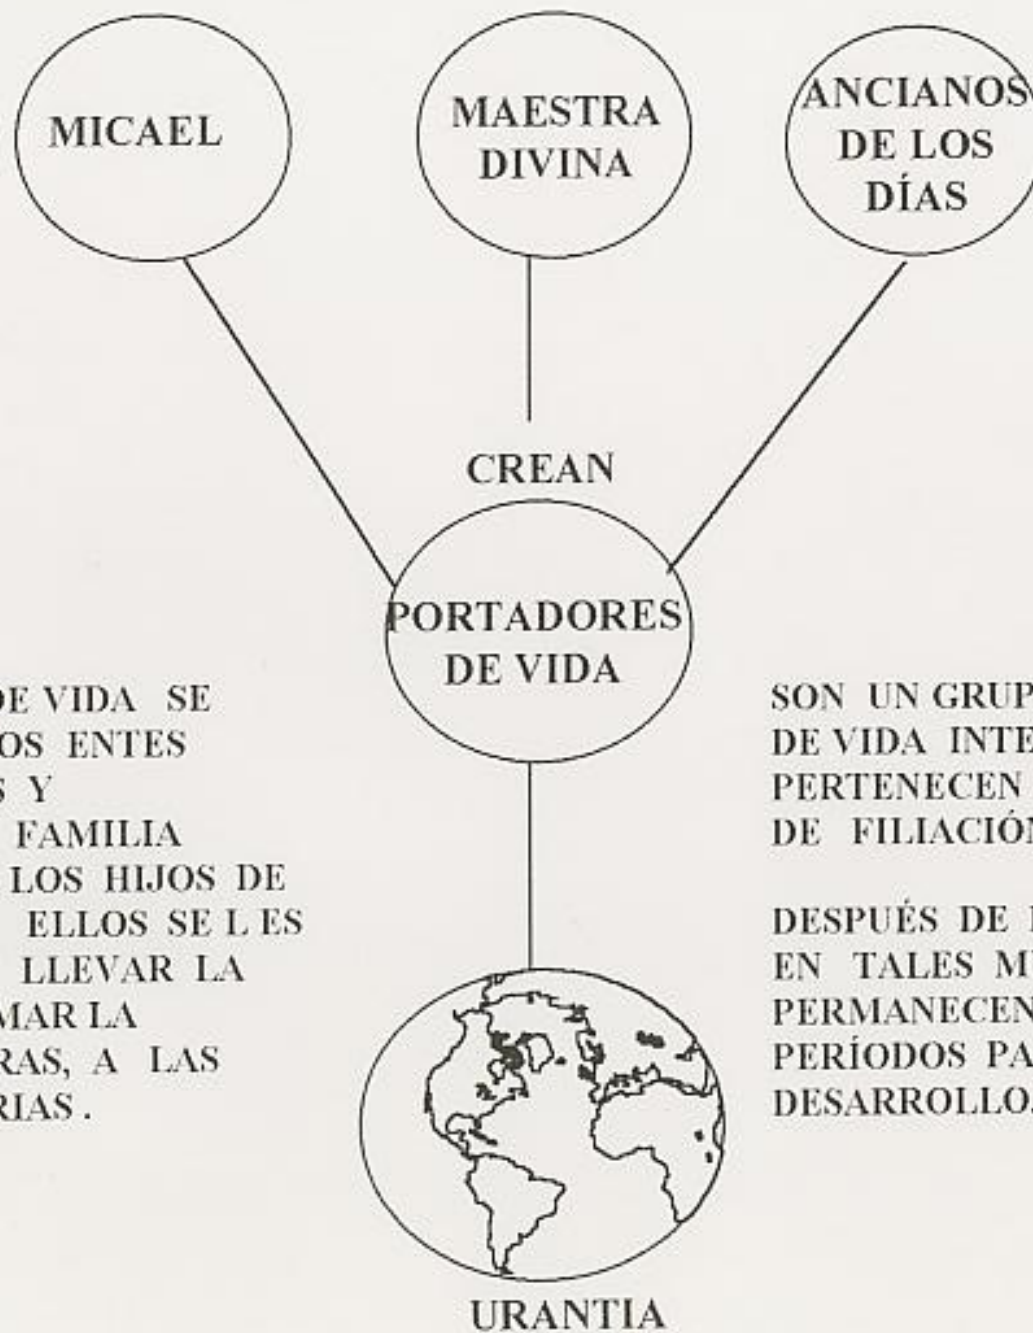 MICAEL
MAESTRA
DIVINA
ANCIANOS
DE LOS
DÍAS
CREAN
PORTADORES
DE VIDA
DE VIDA SE
OS ENTES
S Y
FAMILIA
LOS HIJOS DE
ELLOS SE L ES
LLEVAR LA
MAR LA
RAS, A LAS
RIAS .
SON UN GRUP
DE VIDA INTE
PERTENECEN
DE FILIACIÓN
DESPUÉS DE
EN TALES MU
PERMANECEN
PERÍODOS PA
DESARROLLO.
URANTIA